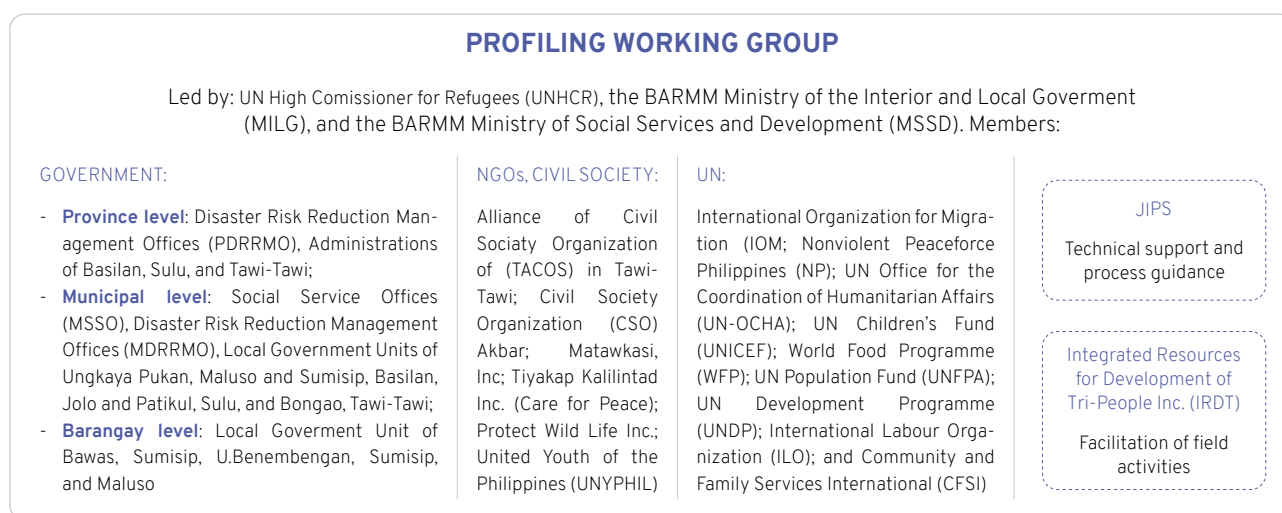 PROFILING WORKING GROUP
Led by: UN High Comissioner for Refugees (UNHCR), the BARMM Ministry of the Interior and Local Goverment
(MILG), and the BARMM Ministry of Social Services and Development (MSSD). Members:
GOVERNMENT:
- Province level: Disaster Risk Reduction Man-
agement Offices (PDRRMO), Administrations
of Basilan, Sulu, and Tawi-Tawi;
- Municipal level: Social Service Offices
(MSSO), Disaster Risk Reduction Management
Offices (MDRRMO), Local Government Units of
Ungkaya Pukan, Maluso and Sumisip, Basilan,
Jolo and Patikul, Sulu, and Bongao, Tawi-Tawi;
- Barangay level: Local Goverment Unit of
Bawas, Sumisip, U.Benembengan, Sumisip,
and Maluso
NGOs, CIVIL SOCIETY:
Alliance of Civil
Sociaty Organization
of (TACOS) in Tawi-
Tawi; Civil Society
Organization (CSO)
Akbar; Matawkasi,
Inc; Tiyakap Kalilintad
Inc. (Care for Peace);
Protect Wild Life Inc.;
United Youth of the
Philippines (UNYPHIL)
UN:
International Organization for Migra-
tion (IOM; Nonviolent Peaceforce
Philippines (NP); UN Office for the
Coordination of Humanitarian Affairs
(UN-OCHA); UN Children's Fund
(UNICEF); World Food Programme
(WFP); UN Population Fund (UNFPA);
UN Development Programme
(UNDP); International Labour Orga-
nization (ILO); and Community and
Family Services International (CFSI)
JIPS
Technical support and
process guidance
Integrated Resources
for Development of
Tri-People Inc. (IRDT)
Facilitation of field
activities